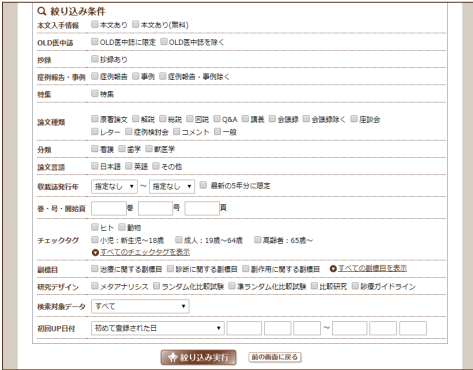 絞り込み条件
本文入手情報 本文あり 本文あり(無料)
OLD医中誌 OLD医中誌に限定 OLD医中誌を除く
抄録 抄録あり
症例報告・事例 症例報告 事例 症例報告・事例除く
特集 特集
論文種類 原著論文 解説 総説 図説 Q&A 講義 会議録 会議録除く 座談会
レター 症例検討会 コメント 一般
分類 看護 歯学 獣医学
論文言語 日本語 英語 その他
収載誌発行年 指定なし ～ 指定なし 最新の5年分に限定
巻・号・開始頁 巻 号 頁
ヒト 動物
チェックタグ 小児：新生児～18歳 成人：19歳～64歳 高齢者：65歳～
すべてのチェックタグを表示
副標目 治療に関する副標目 診断に関する副標目 副作用に関する副標目 すべての副標目を表示
研究デザイン メタアナリシス ランダム化比較試験 準ランダム化比較試験 比較研究 診療ガイドライン
検索対象データ すべて
初回UP日付 初めて登録された日 ～
絞り込み実行 前の画面に戻る